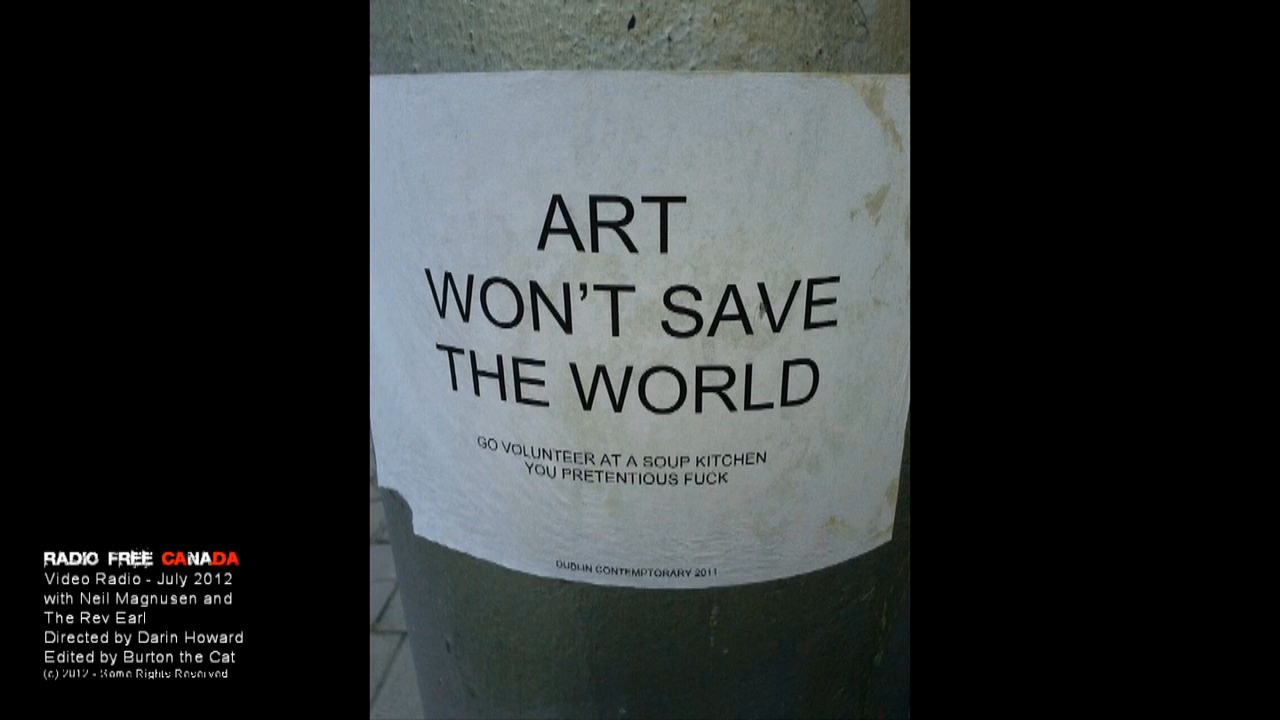 ART
WON'T SAVE
THE WORLD
GO VOLUNTEER AT A SOUP KITCHEN
YOU PRETENTIOUS FUCK
DUBLIN CONTEMPTORARY 2011
RADIO FREE CANADA
Video Radio - July 2012
with Neil Magnusen and
The Rev Earl
Directed by Darin Howard
Edited by Burton the Cat
(c) 2012 - Some Rights Reserved